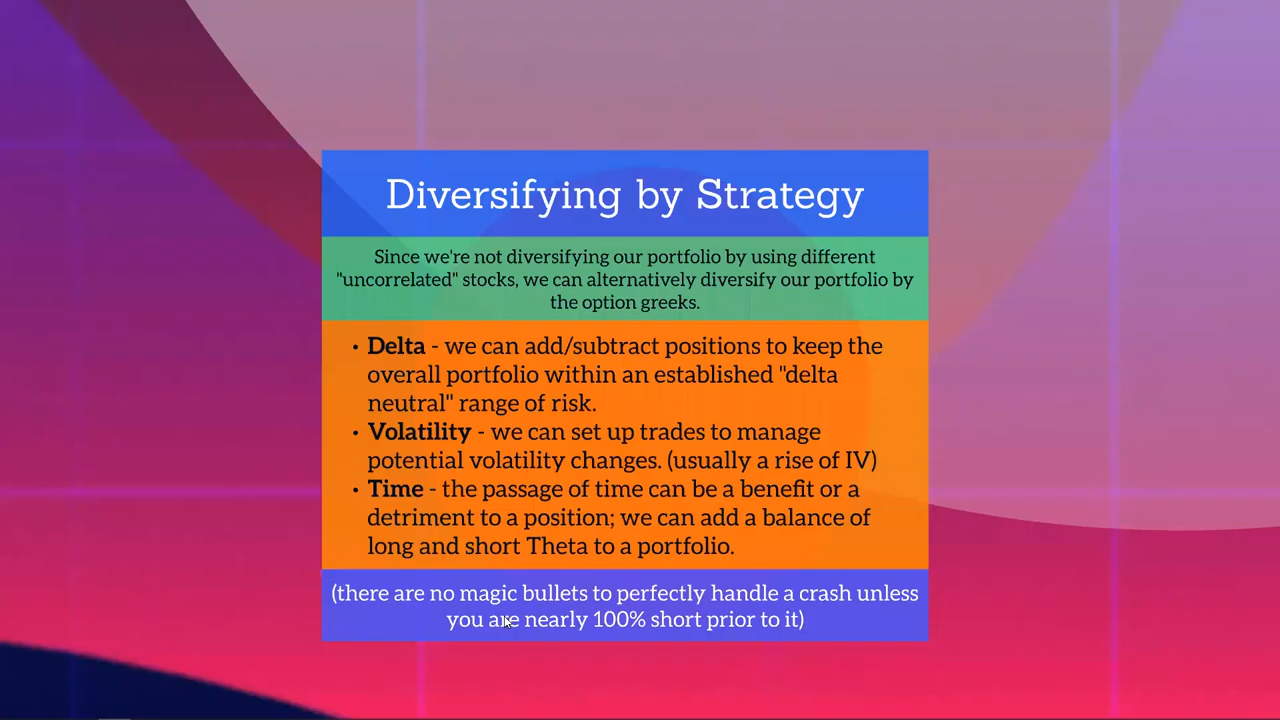 Diversifying by Strategy
Since we're not diversifying our portfolio by using different
"uncorrelated" stocks, we can alternatively diversify our portfolio by
the option greeks.
• Delta - we can add/subtract positions to keep the
overall portfolio within an established "delta
neutral" range of risk.
• Volatility - we can set up trades to manage
potential volatility changes. (usually a rise of IV)
• Time - the passage of time can be a benefit or a
detriment to a position; we can add a balance of
long and short Theta to a portfolio.
(there are no magic bullets to perfectly handle a crash unless
you are nearly 100% short prior to it)